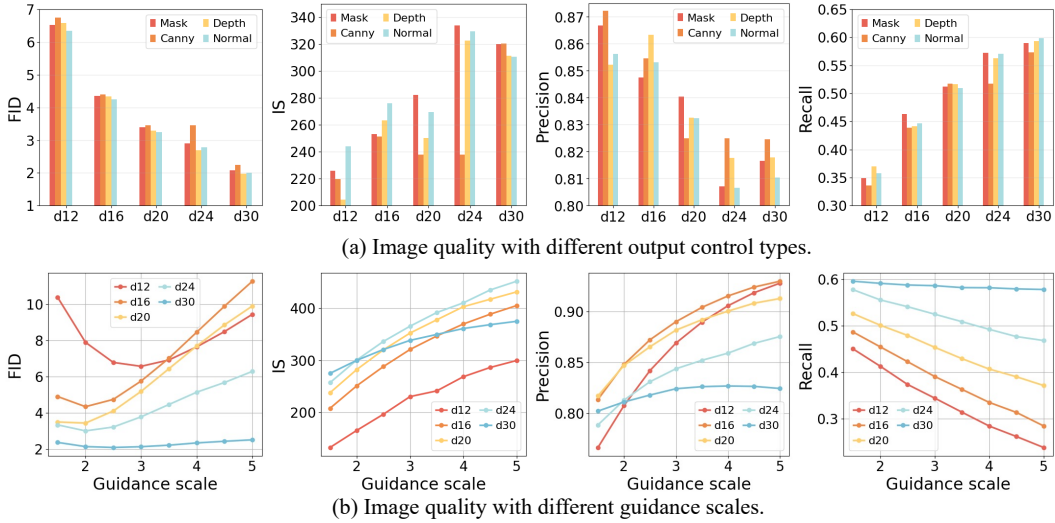 7
6
5
4
3
2
1
FID
Mask
Canny
Depth
Normal
d12 d16 d20 d24 d30
340
320
300
280
260
240
220
200
IS
Mask
Canny
Depth
Normal
d12 d16 d20 d24 d30
0.87
0.86
0.85
0.84
0.83
0.82
0.81
0.80
Precision
Mask
Canny
Depth
Normal
d12 d16 d20 d24 d30
0.65
0.60
0.55
0.50
0.45
0.40
0.35
0.30
Recall
Mask
Canny
Depth
Normal
d12 d16 d20 d24 d30
(a) Image quality with different output control types.
10
8
6
4
2
FID
d12
d16
d20
d24
d30
2 3 4 5
Guidance scale
400
300
200
IS
d12
d16
d20
d24
d30
2 3 4 5
Guidance scale
0.90
0.85
0.80
Precision
d12
d16
d20
d24
d30
2 3 4 5
Guidance scale
0.6
0.5
0.4
0.3
Recall
d12
d16
d20
d24
d30
2 3 4 5
Guidance scale
(b) Image quality with different guidance scales.